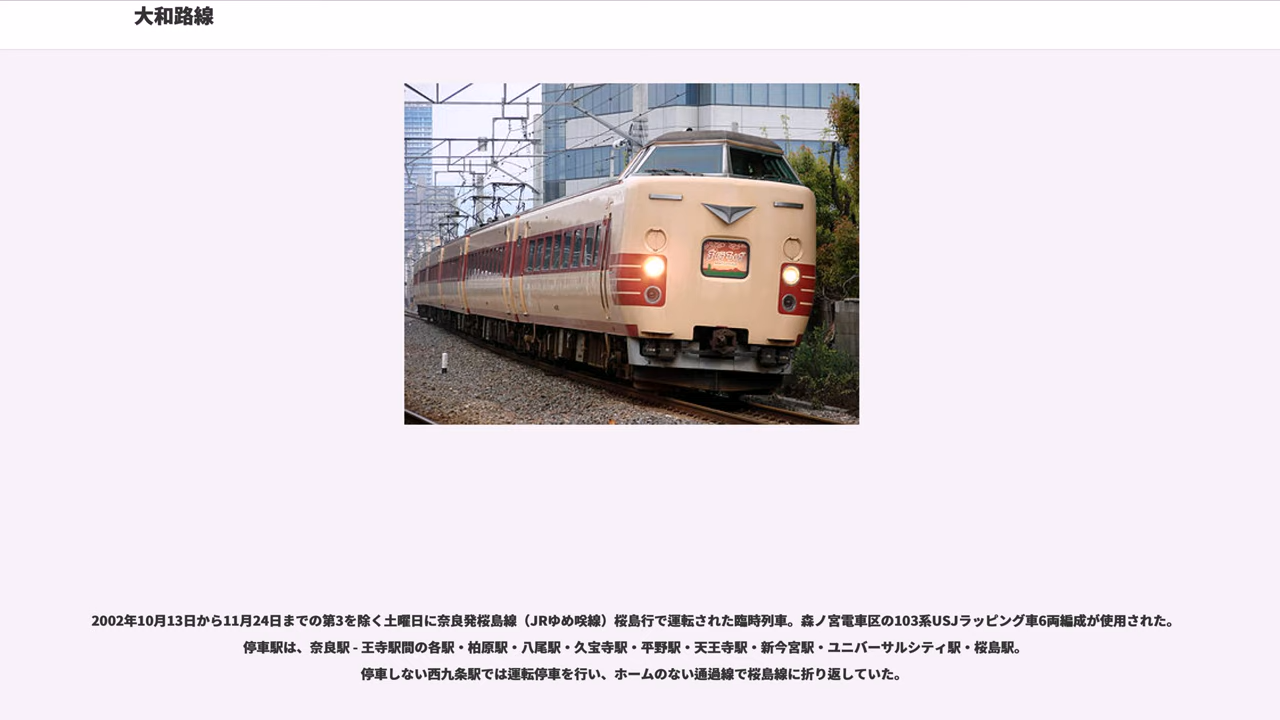 大和路線
2002年10月13日から11月24日までの第3を除く土曜日に奈良発桜島線（JRゆめ咲線）桜島行で運転された臨時列車。森ノ宮電車区の103系USJラッピング車6両編成が使用された。
停車駅は、奈良駅 - 王寺駅間の各駅・柏原駅・八尾駅・久宝寺駅・平野駅・天王寺駅・新今宮駅・ユニバーサルシティ駅・桜島駅。
停車しない西九条駅では運転停車を行い、ホームのない通過線で桜島線に折り返していた。